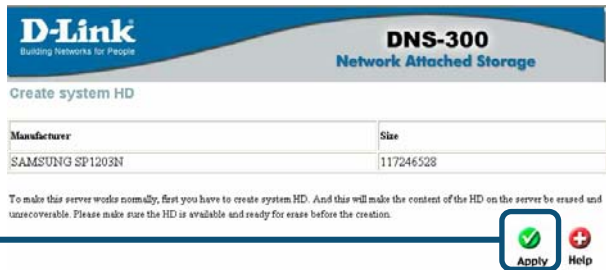 D-Link
Building Networks for People
DNS-300
Network Attached Storage
Create system HD
Manufacturer Size
SAMSUNG SP1203N 117246528
To make this server works normally, first you have to create system HD. And this will make the content of the HD on the server be erased and
unrecoverable. Please make sure the HD is available and ready for erase before the creation.
Apply Help